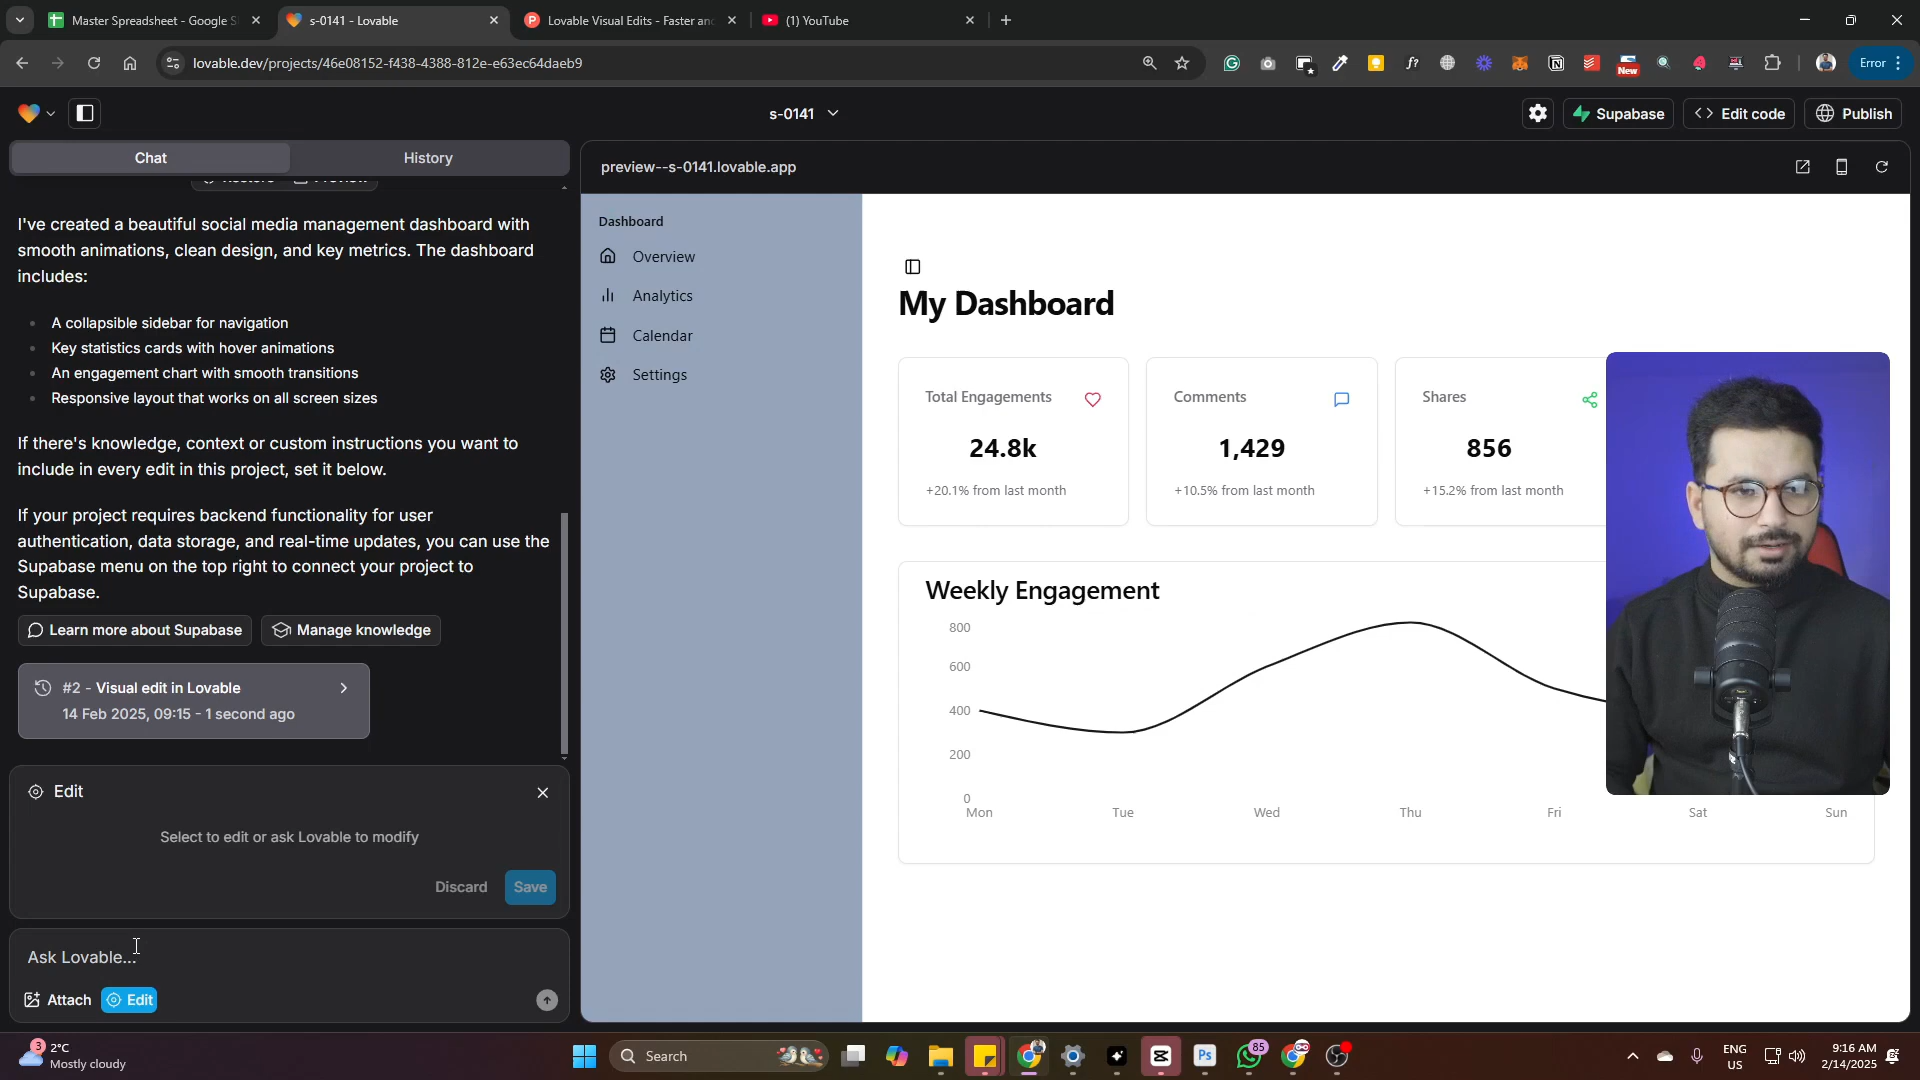 Master Spreadsheet - Google S
s-0141 - Lovable
Lovable Visual Edits - Faster and
(1) YouTube
lovable.dev/projects/46e08152-f438-4388-812e-e63ec64daeb9
New
Error
s-0141
Supabase
Edit code
Publish
Chat
History
preview--s-0141.lovable.app
I've created a beautiful social media management dashboard with
smooth animations, clean design, and key metrics. The dashboard
includes:
A collapsible sidebar for navigation
Key statistics cards with hover animations
An engagement chart with smooth transitions
Responsive layout that works on all screen sizes
If there's knowledge, context or custom instructions you want to
include in every edit in this project, set it below.
If your project requires backend functionality for user
authentication, data storage, and real-time updates, you can use the
Supabase menu on the top right to connect your project to
Supabase.
Learn more about Supabase
Manage knowledge
#2 - Visual edit in Lovable
14 Feb 2025, 09:15 - 1 second ago
Edit
Select to edit or ask Lovable to modify
Discard
Save
Ask Lovable...
Attach
Edit
Dashboard
Overview
Analytics
Calendar
Settings
My Dashboard
Total Engagements
24.8k
+20.1% from last month
Comments
1,429
+10.5% from last month
Shares
856
+15.2% from last month
Weekly Engagement
800
600
400
200
0
Mon Tue Wed Thu Fri Sat Sun
3
2°C
Mostly cloudy
Search
Ps
85
ENG
US
9:16 AM
2/14/2025